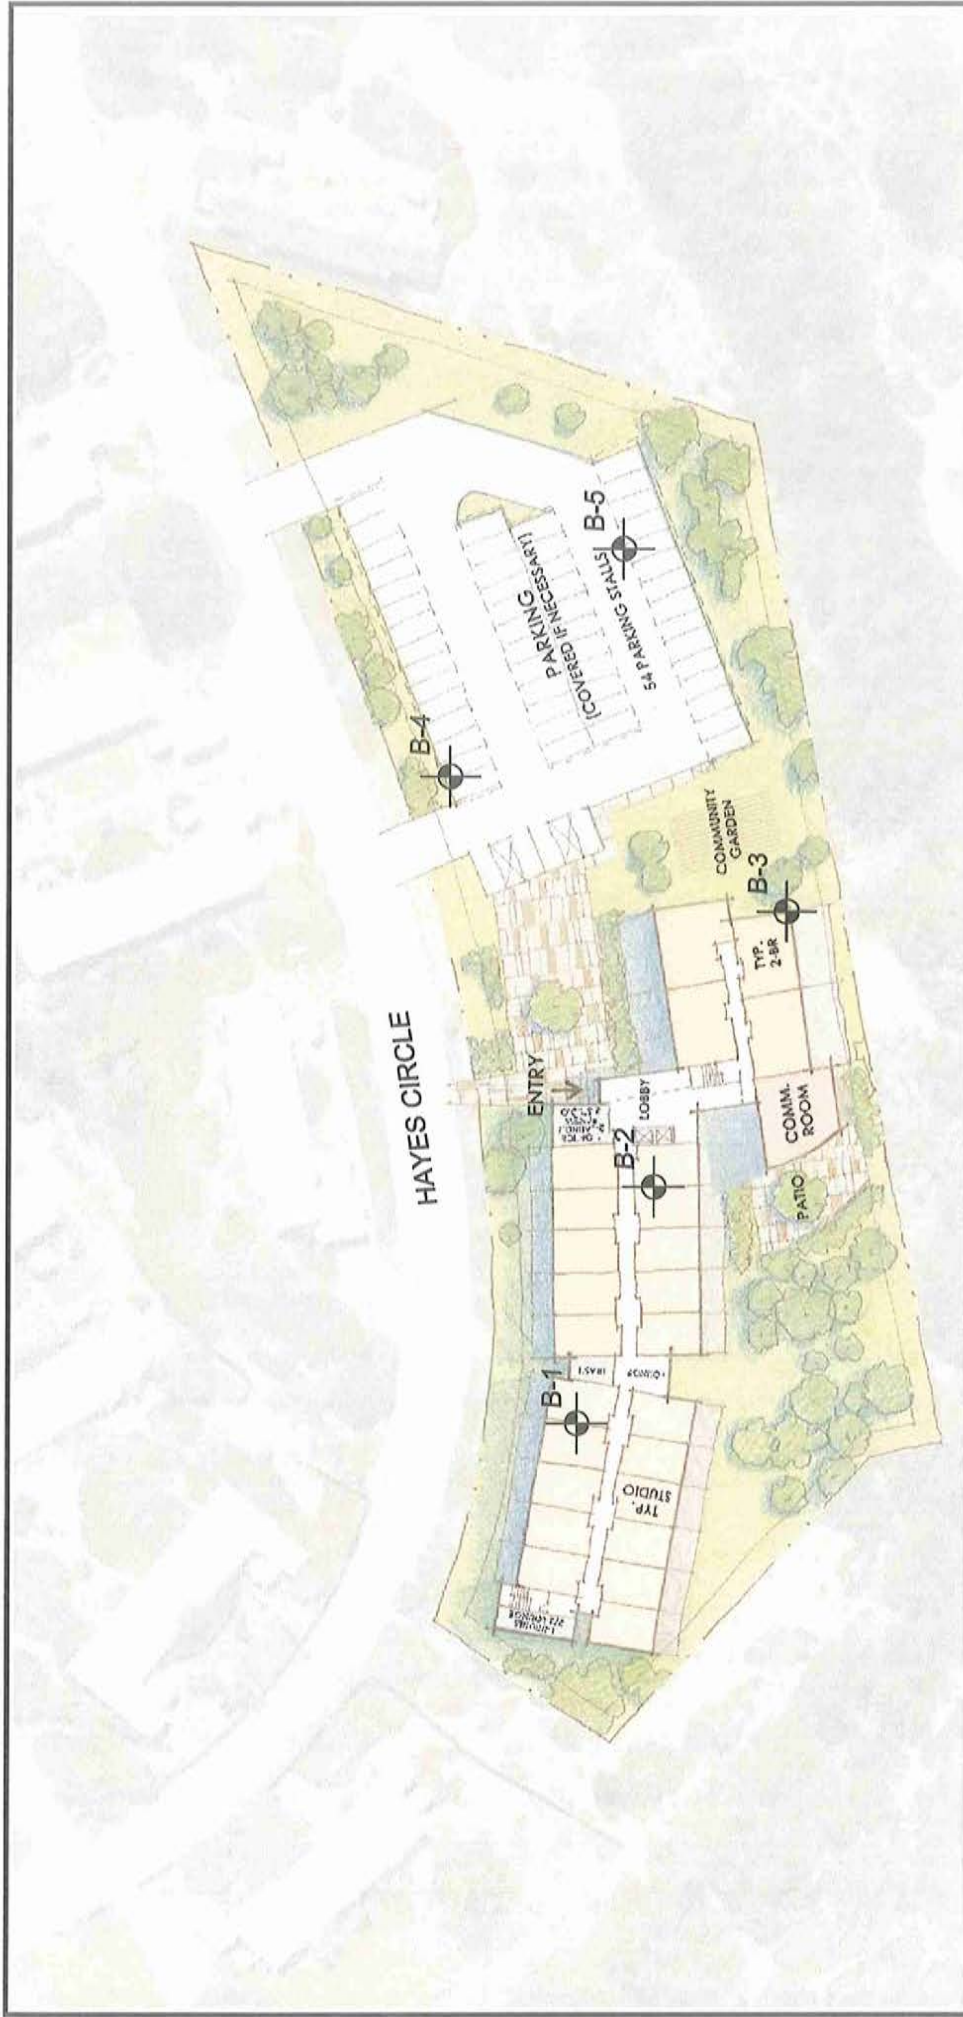 HAYES CIRCLE
B-4
PARKING
(COVERED IF NECESSARY)
54 PARKING STALLS
B-5
COMMUNITY
GARDEN
B-3
TYP.
2-BR
ENTRY
LOBBY
COMM.
ROOM
PATIO
B-2
B-1
TYP.
STUDIO